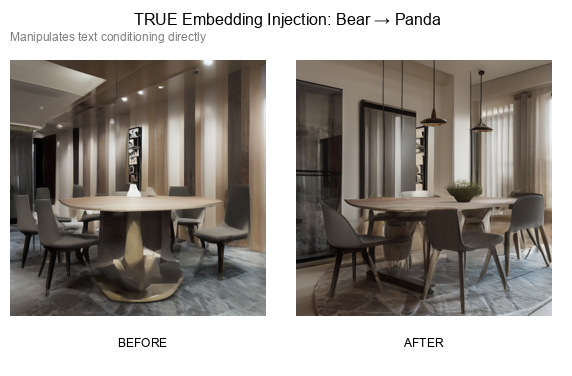 TRUE Embedding Injection: Bear → Panda
Manipulates text conditioning directly
BEFORE
AFTER